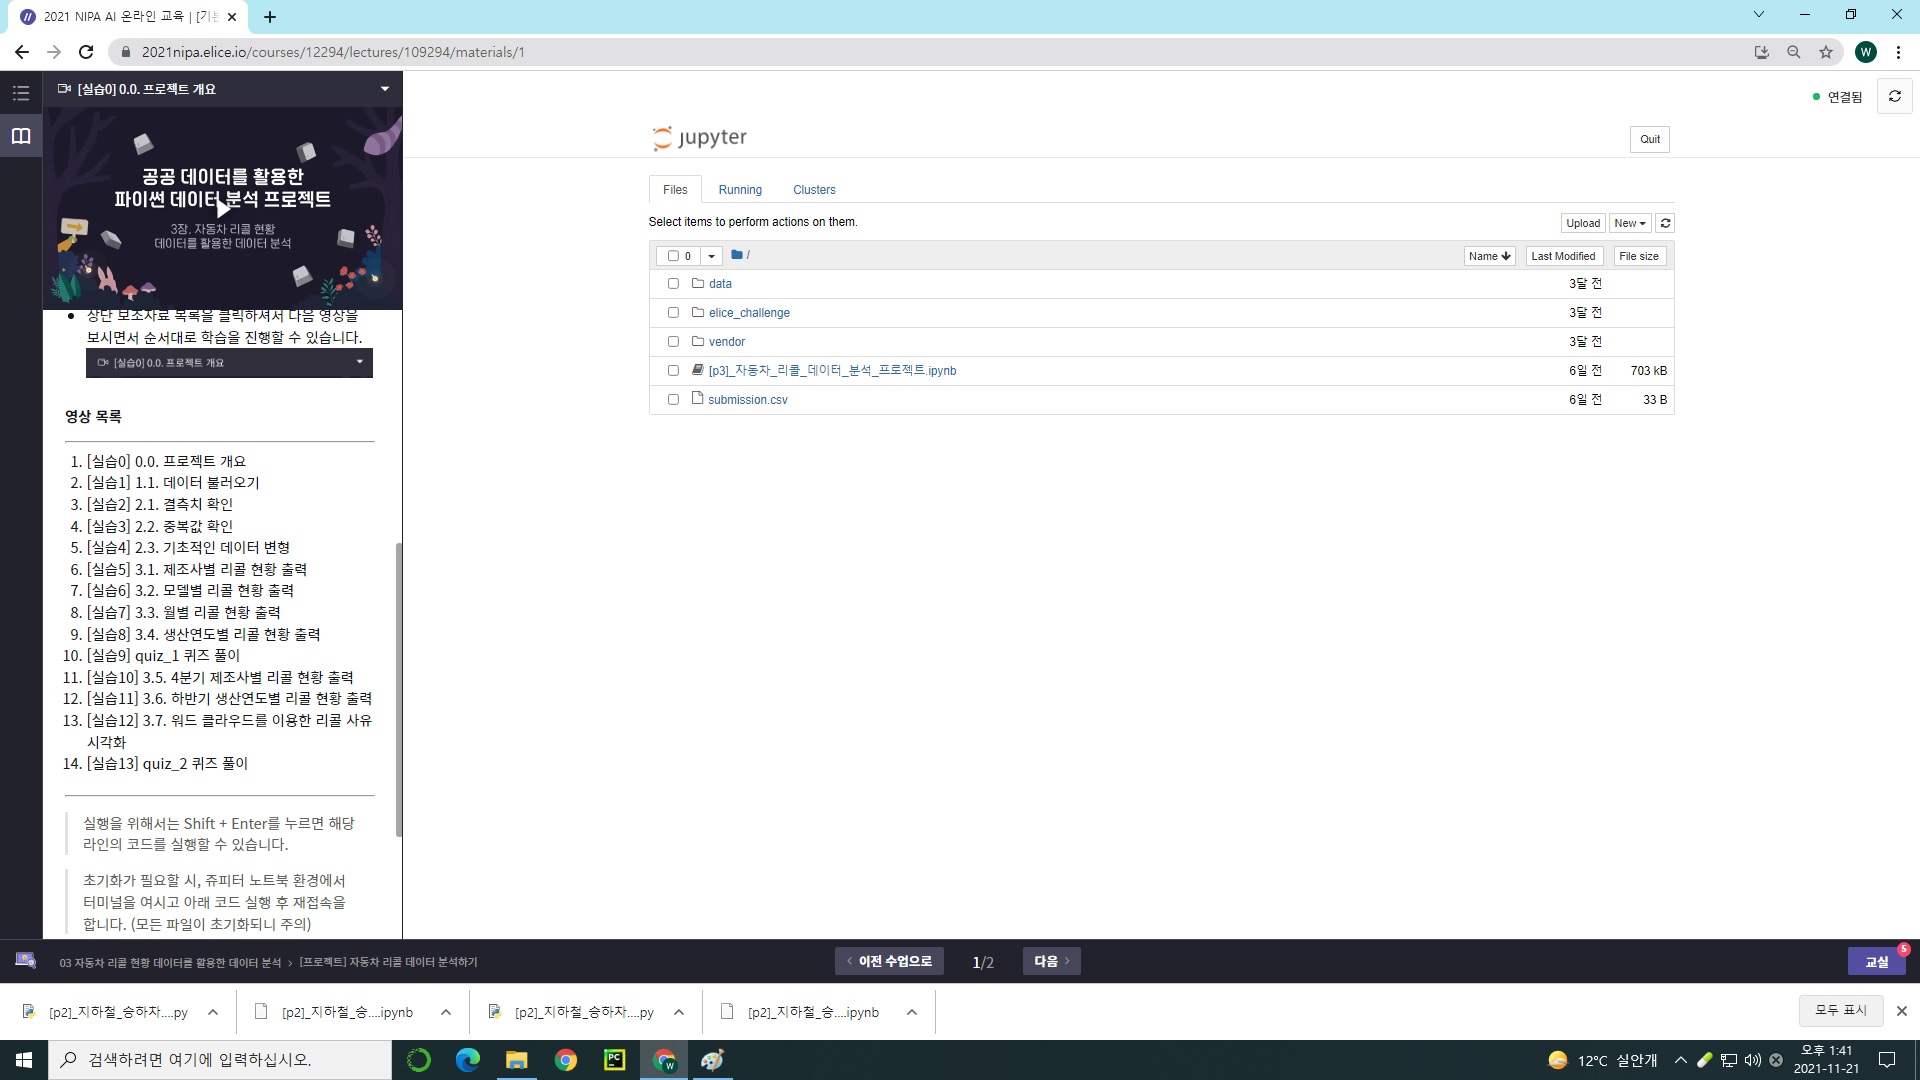 2021 NIPA AI 온라인 교육 | [기본
2021nipa.elice.io/courses/12294/lectures/109294/materials/1
W
[실습0] 0.0. 프로젝트 개요
공공 데이터를 활용한
파이썬 데이터 분석 프로젝트
3장. 자동차 리콜 현황
데이터를 활용한 데이터 분석
상단 보조자료 목록을 클릭하셔서 다음 영상을
보시면서 순서대로 학습을 진행할 수 있습니다.
[실습0] 0.0. 프로젝트 개요
영상 목록
1. [실습0] 0.0. 프로젝트 개요
2. [실습1] 1.1. 데이터 불러오기
3. [실습2] 2.1. 결측치 확인
4. [실습3] 2.2. 중복값 확인
5. [실습4] 2.3. 기초적인 데이터 변형
6. [실습5] 3.1. 제조사별 리콜 현황 출력
7. [실습6] 3.2. 모델별 리콜 현황 출력
8. [실습7] 3.3. 월별 리콜 현황 출력
9. [실습8] 3.4. 생산연도별 리콜 현황 출력
10. [실습9] quiz_1 퀴즈 풀이
11. [실습10] 3.5. 4분기 제조사별 리콜 현황 출력
12. [실습11] 3.6. 하반기 생산연도별 리콜 현황 출력
13. [실습12] 3.7. 워드 클라우드를 이용한 리콜 사유
시각화
14. [실습13] quiz_2 퀴즈 풀이
실행을 위해서는 Shift + Enter를 누르면 해당
라인의 코드를 실행할 수 있습니다.
초기화가 필요할 시, 쥬피터 노트북 환경에서
터미널을 여시고 아래 코드 실행 후 재접속을
합니다. (모든 파일이 초기화되니 주의)
연결됨
jupyter
Quit
Files Running Clusters
Select items to perform actions on them.
Upload New
0 / Name Last Modified File size
data 3달 전
elice_challenge 3달 전
vendor 3달 전
[p3]_자동차_리콜_데이터_분석_프로젝트.ipynb 6일 전 703 kB
submission.csv 6일 전 33 B
03 자동차 리콜 현황 데이터를 활용한 데이터 분석 › [프로젝트] 자동차 리콜 데이터 분석하기
‹ 이전 수업으로 1/2 다음 ›
교실 5
[p2]_지하철_승하차....py [p2]_지하철_승....ipynb [p2]_지하철_승하차....py [p2]_지하철_승....ipynb 모두 표시
검색하려면 여기에 입력하십시오.
PC
W
12°C 실안개
오후 1:41
2021-11-21